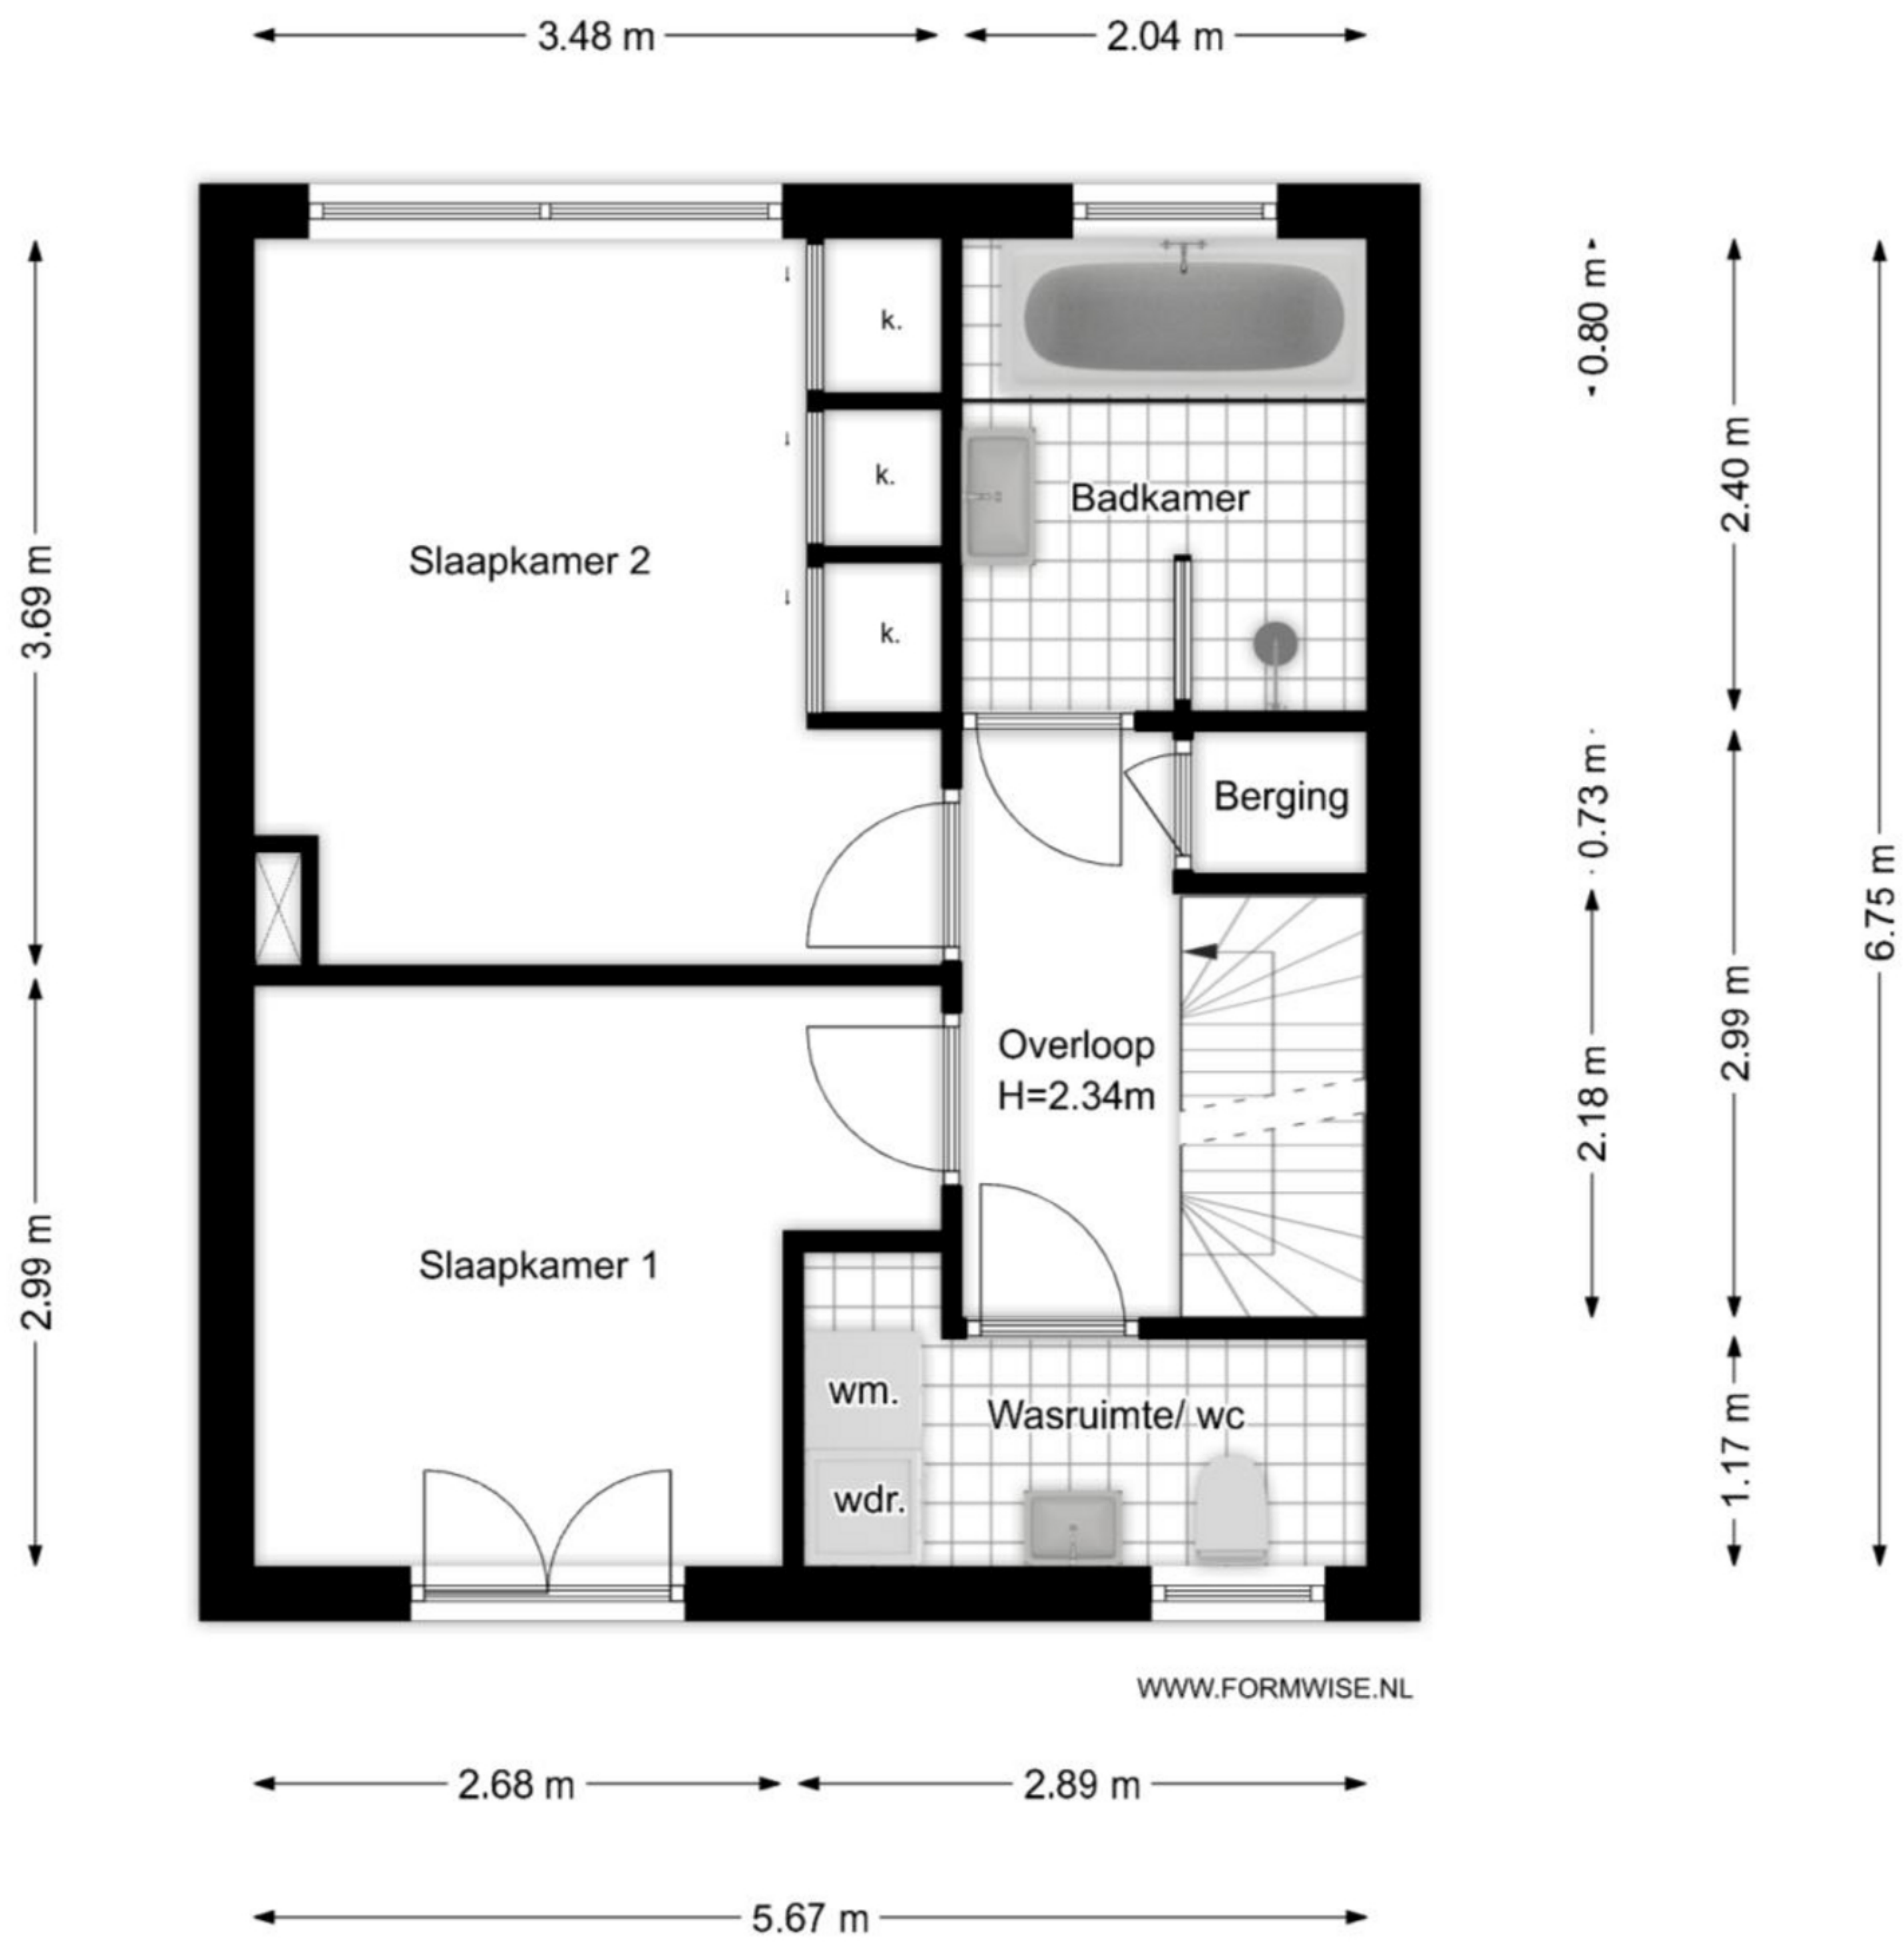 3.48 m
2.04 m
0.80 m
k.
k.
Badkamer
2.40 m
Slaapkamer 2
3.69 m
k.
Berging
0.73 m
6.75 m
Overloop
H=2.34m
2.99 m
2.18 m
Slaapkamer 1
2.99 m
wm.
Wasruimte/ wc
1.17 m
wdr.
WWW.FORMWISE.NL
2.68 m
2.89 m
5.67 m